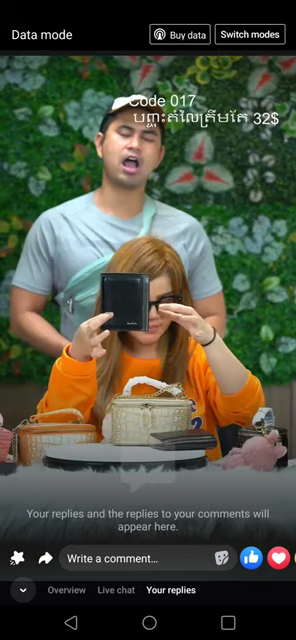 Data mode
Buy data
Switch modes
Code 017
បញ្ចុះតំលៃត្រឹមតែ 32$
Your replies and the replies to your comments will
appear here.
Write a comment...
Overview
Live chat
Your replies